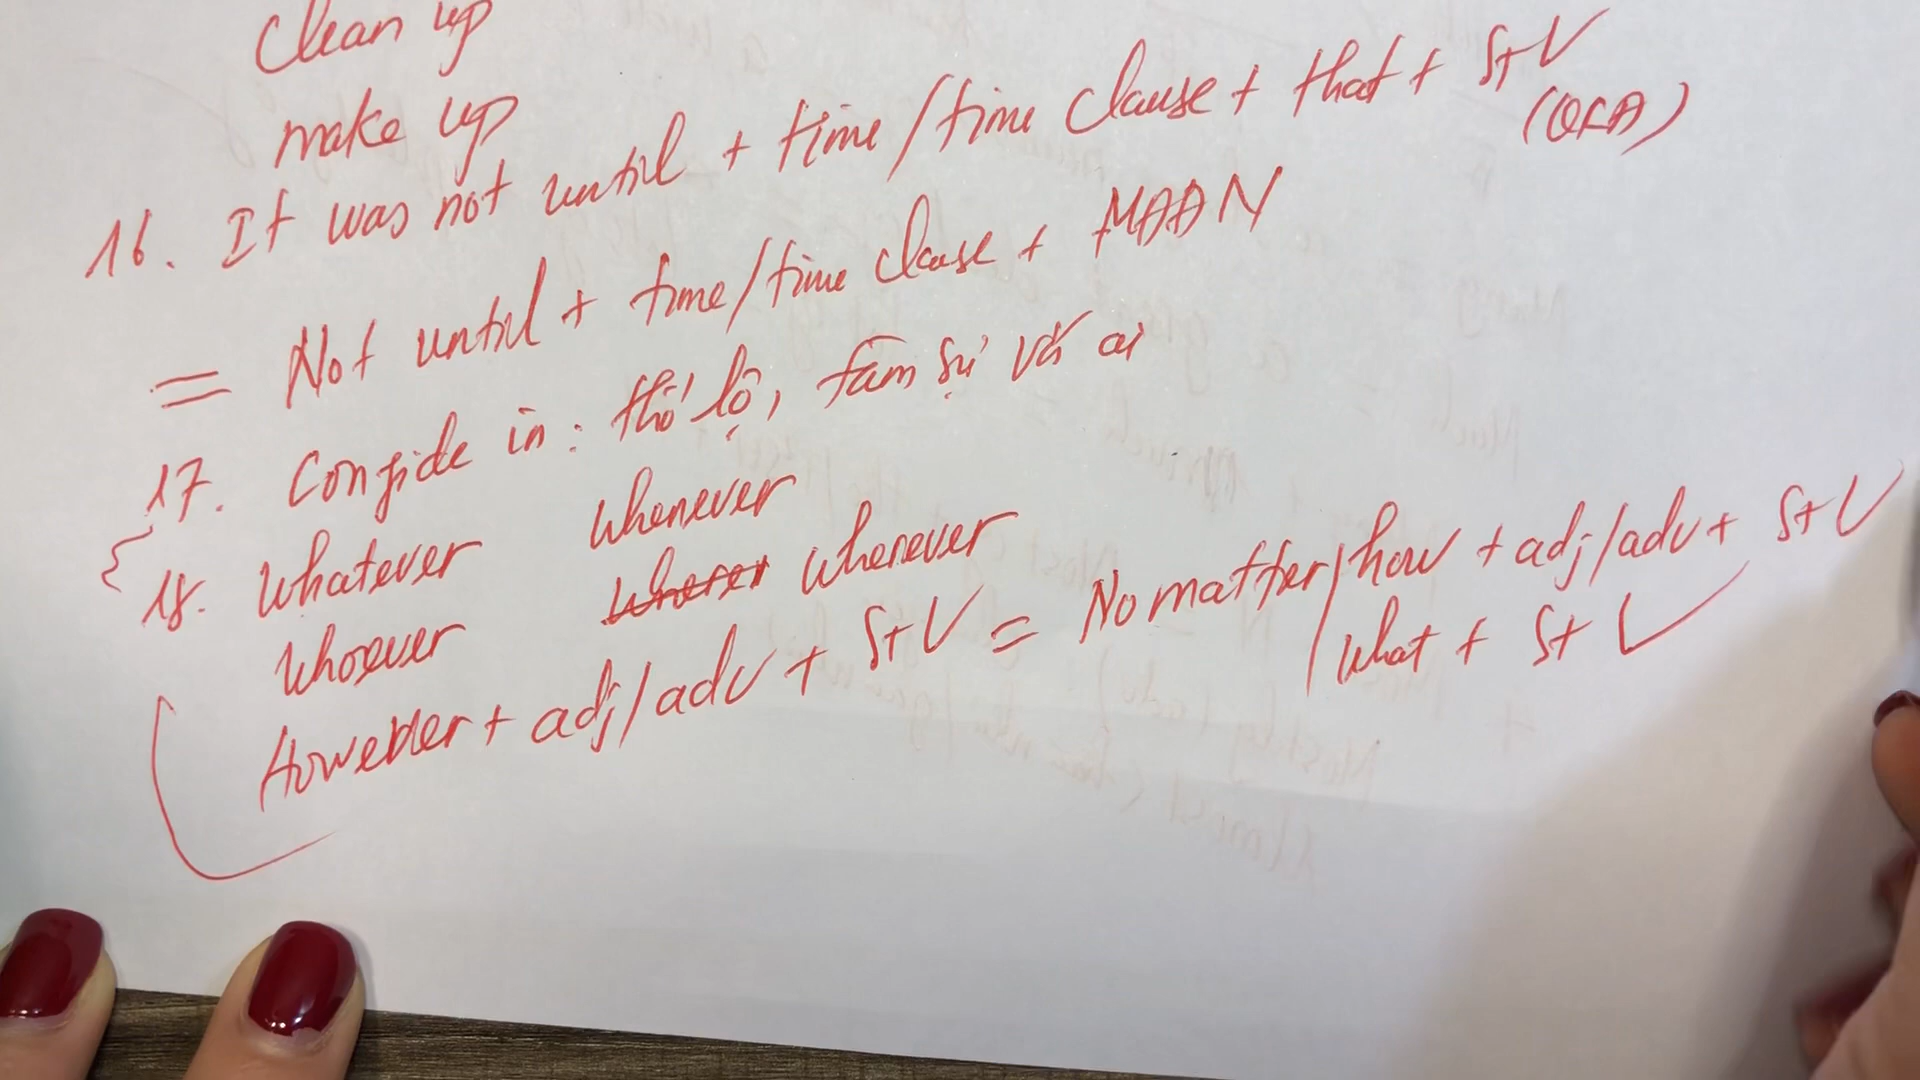 Clean up
make up
16. It was not until + time/time clause + that + S+V
(QKĐ)
= Not until + time/time clause + MĐĐN
17. Confide in: thổ lộ, tâm sự với ai
18. Whatever Whenever
Whoever Wherever
However + adj/adv + S+V = No matter how + adj/adv + S+V
what + S+V